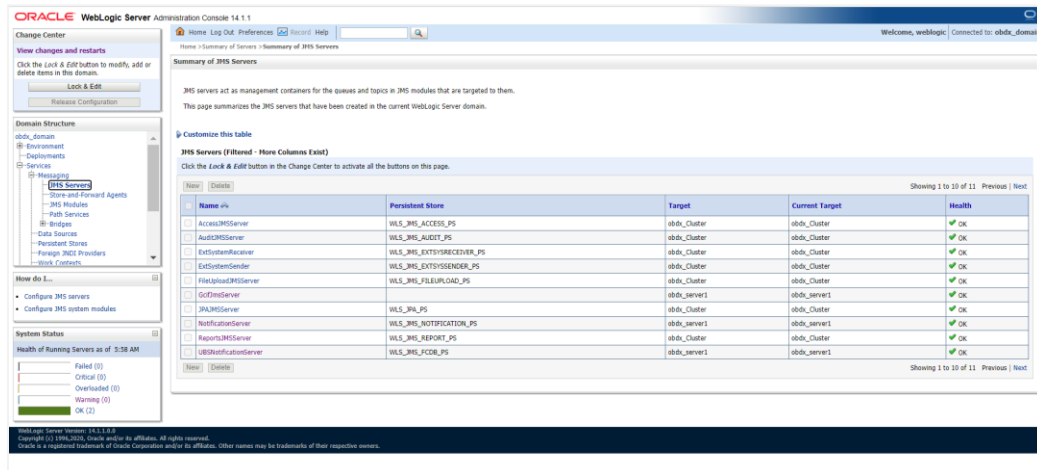 ORACLE WebLogic Server Administration Console 14.1.1
Change Center
View changes and restarts
Click the Lock & Edit button to modify, add or
delete items in this domain.
Lock & Edit
Release Configuration
Domain Structure
obdx_domain
Environment
Deployments
Services
Messaging
JMS Servers
Store-and-Forward Agents
JMS Modules
Path Services
Bridges
Data Sources
Persistent Stores
Foreign JNDI Providers
Work Contexts
How do I...
Configure JMS servers
Configure JMS system modules
System Status
Health of Running Servers as of 5:58 AM
Failed (0)
Critical (0)
Overloaded (0)
Warning (0)
OK (2)
Home Log Out Preferences Record Help
Welcome, weblogic Connected to: obdx_domai
Home >Summary of Servers >Summary of JMS Servers
Summary of JMS Servers
JMS servers act as management containers for the queues and topics in JMS modules that are targeted to them.
This page summarizes the JMS servers that have been created in the current WebLogic Server domain.
Customize this table
JMS Servers (Filtered - More Columns Exist)
Click the Lock & Edit button in the Change Center to activate all the buttons on this page.
New Delete Showing 1 to 10 of 11 Previous | Next
Name Persistent Store Target Current Target Health
AccessJMSServer WLS_JMS_ACCESS_PS obdx_Cluster obdx_Cluster OK
AuditJMSServer WLS_JMS_AUDIT_PS obdx_Cluster obdx_Cluster OK
ExtSystemReceiver WLS_JMS_EXTSYSRECEIVER_PS obdx_Cluster obdx_Cluster OK
ExtSystemSender WLS_JMS_EXTSYSSENDER_PS obdx_Cluster obdx_Cluster OK
FileUploadJMSServer WLS_JMS_FILEUPLOAD_PS obdx_Cluster obdx_Cluster OK
GcifJmsServer obdx_server1 obdx_server1 OK
JPAJMSServer WLS_JPA_PS obdx_Cluster obdx_Cluster OK
NotificationServer WLS_JMS_NOTIFICATION_PS obdx_server1 obdx_server1 OK
ReportsJMSServer WLS_JMS_REPORT_PS obdx_Cluster obdx_Cluster OK
UBSNotificationServer WLS_JMS_FCDB_PS obdx_server1 obdx_server1 OK
New Delete Showing 1 to 10 of 11 Previous | Next
WebLogic Server Version: 14.1.1.0.0
Copyright (c) 1996,2020, Oracle and/or its affiliates. All rights reserved.
Oracle is a registered trademark of Oracle Corporation and/or its affiliates. Other names may be trademarks of their respective owners.